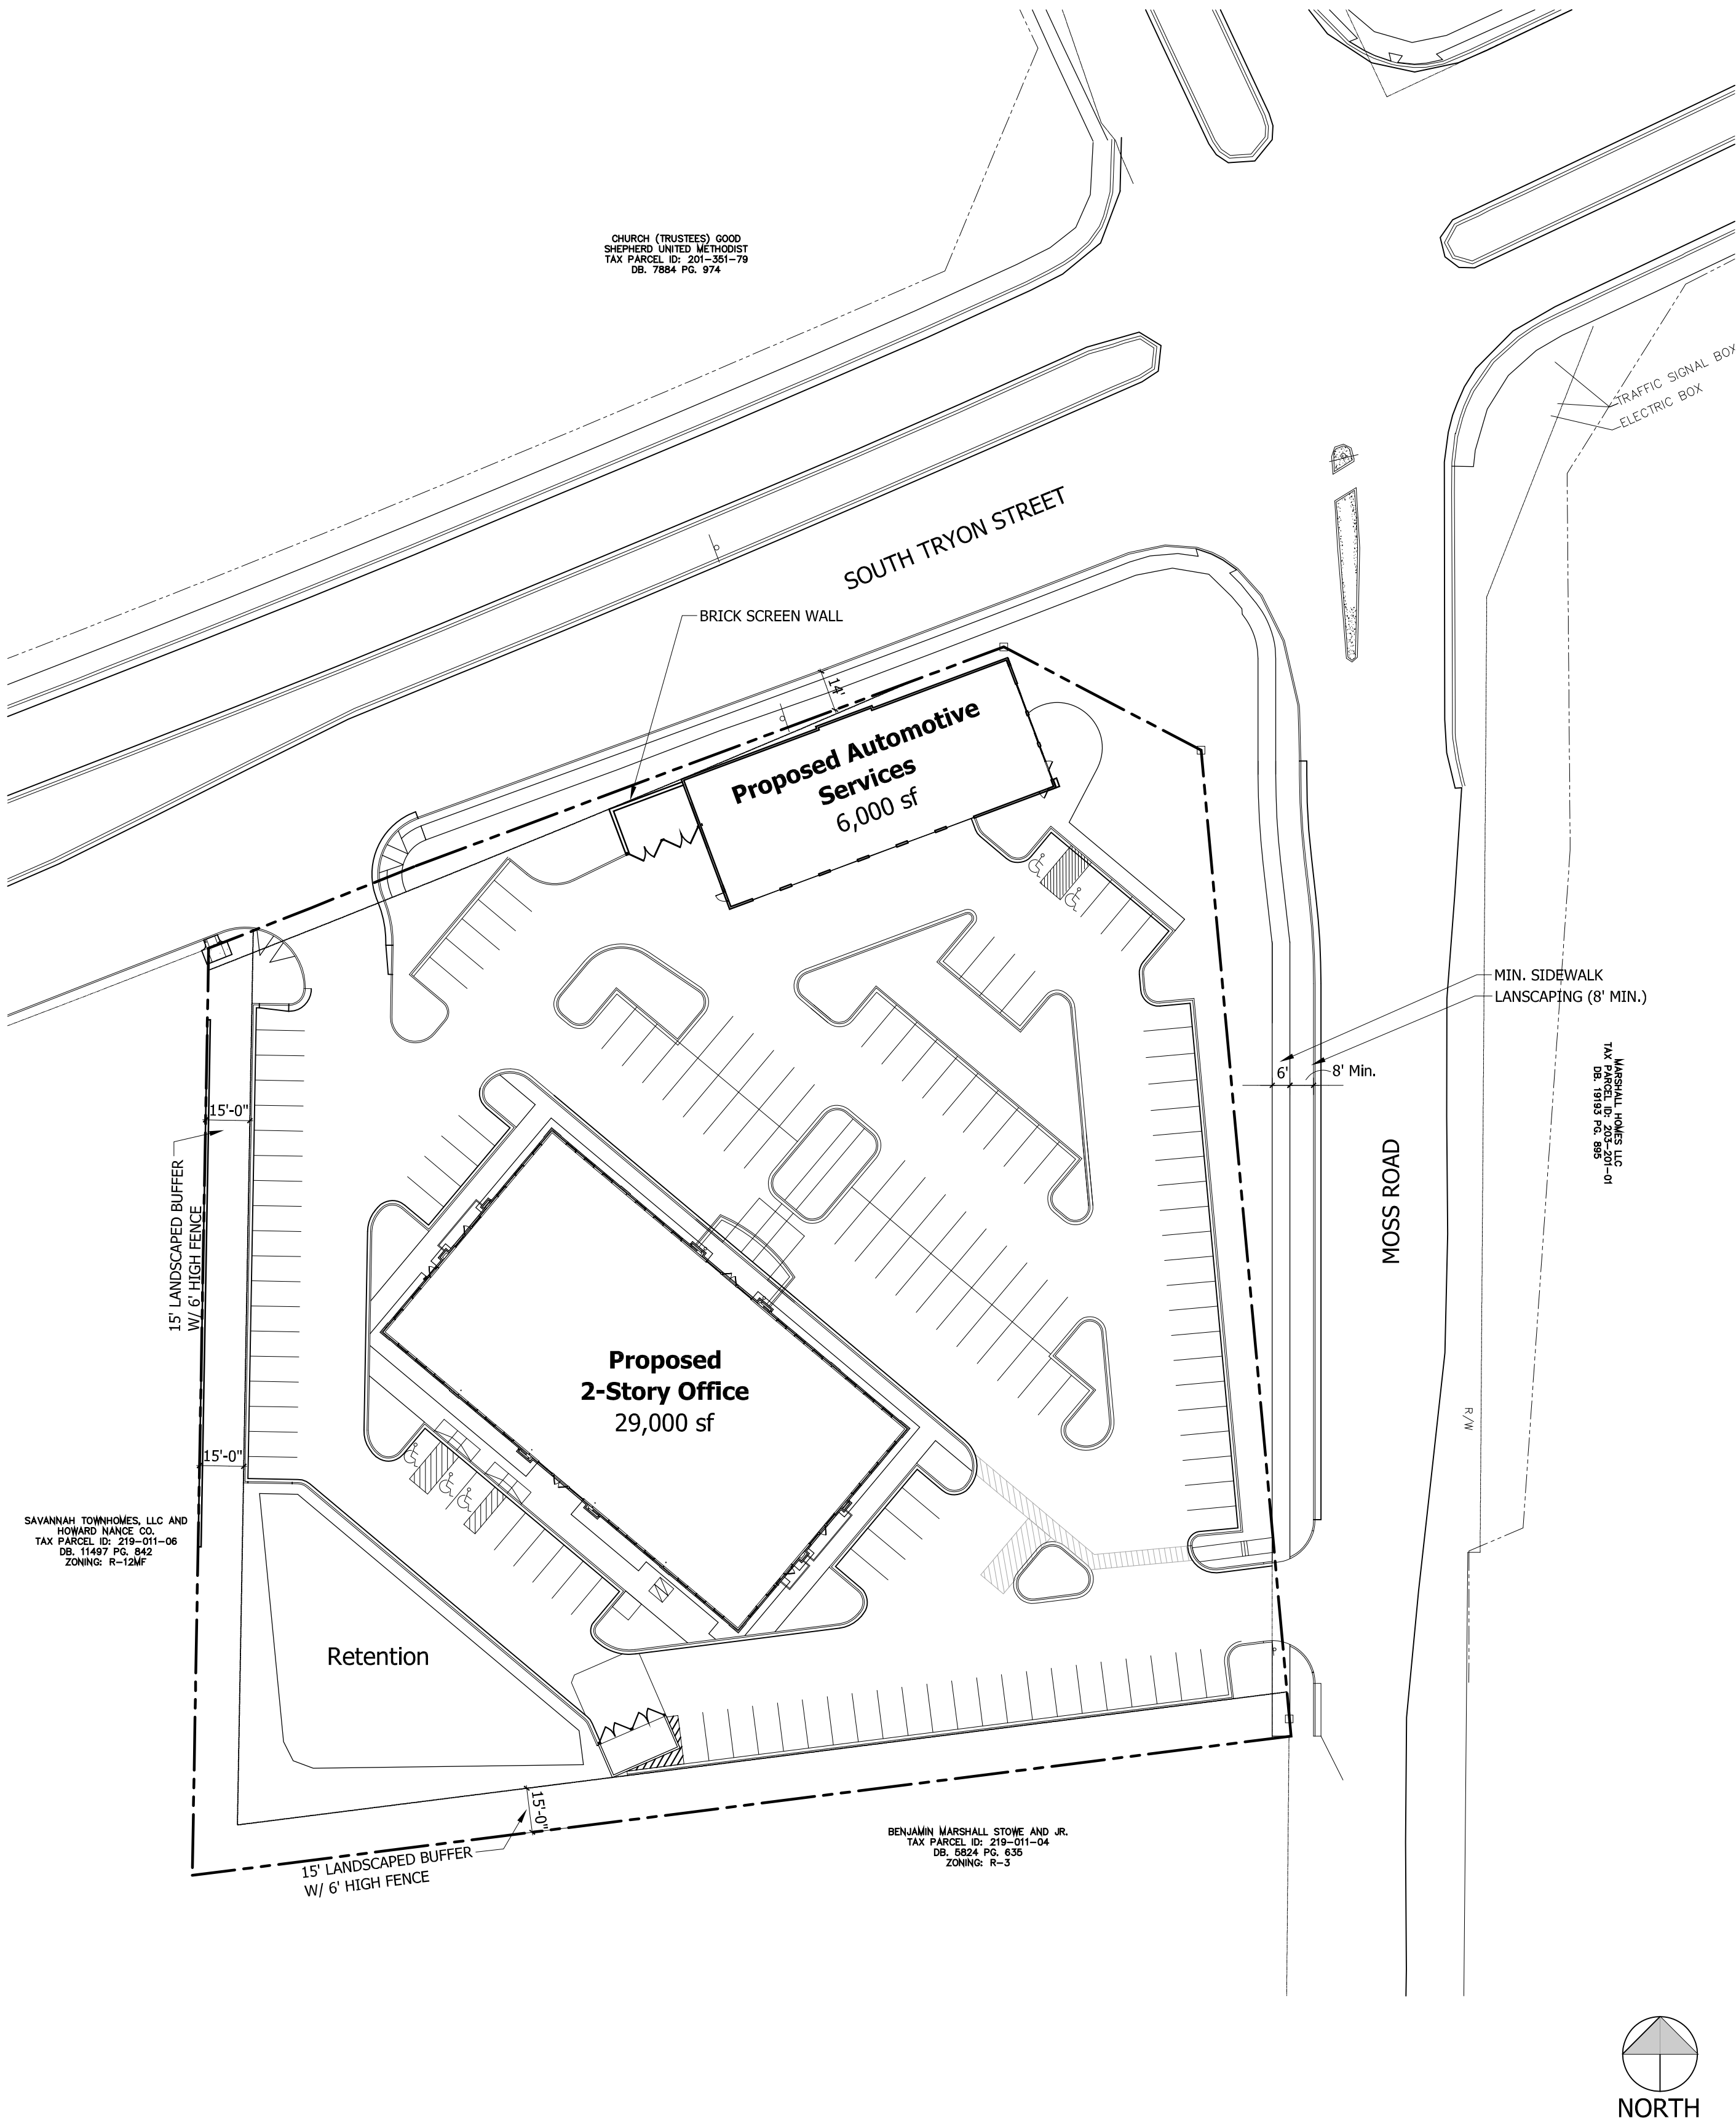 CHURCH (TRUSTEES) GOOD
SHEPHERD UNITED METHODIST
TAX PARCEL ID: 201-351-79
DB. 7884 PG. 974
TRAFFIC SIGNAL BOX
ELECTRIC BOX
SOUTH TRYON STREET
BRICK SCREEN WALL
14'
Proposed Automotive
Services
6,000 sf
MIN. SIDEWALK
LANSCAPING (8' MIN.)
6'
8' Min.
MARSHALL HOMES LLC
TAX PARCEL ID: 203-201-01
DB. 19193 PG. 895
MOSS ROAD
15'-0"
15' LANDSCAPED BUFFER
W/ 6' HIGH FENCE
Proposed
2-Story Office
29,000 sf
R/W
15'-0"
SAVANNAH TOWNHOMES, LLC AND
HOWARD NANCE CO.
TAX PARCEL ID: 219-011-06
DB. 11497 PG. 842
ZONING: R-12MF
Retention
15'-0"
15' LANDSCAPED BUFFER
W/ 6' HIGH FENCE
BENJAMIN MARSHALL STOWE AND JR.
TAX PARCEL ID: 219-011-04
DB. 5824 PG. 635
ZONING: R-3
NORTH